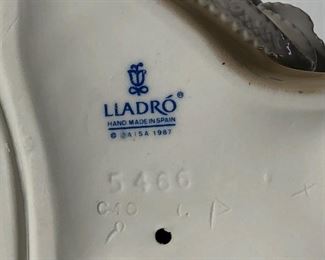 LLADRÓ®
HAND MADE IN SPAIN
© DAISA 1987
5466